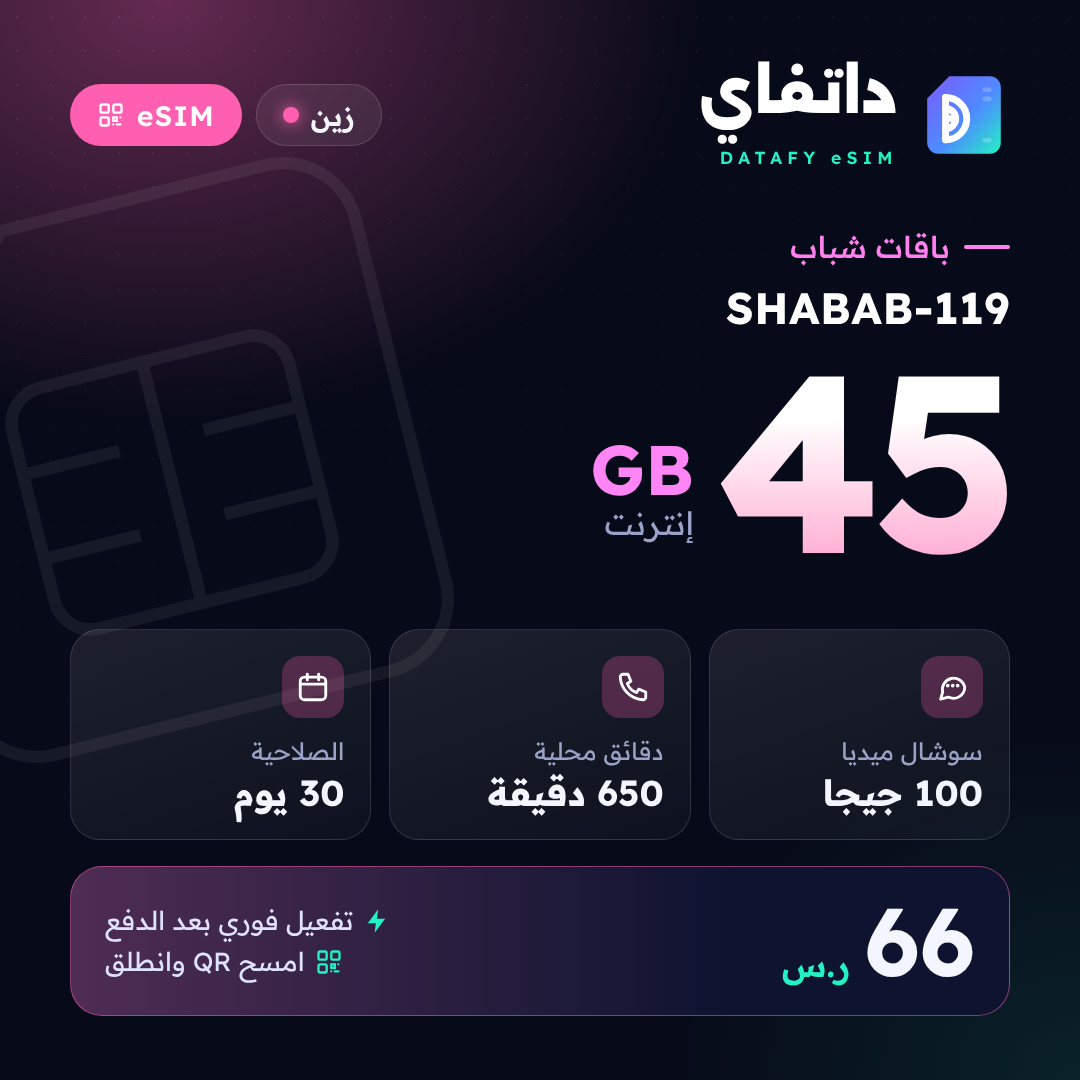 داتفاي
DATAFY eSIM
زين
eSIM
باقات شباب
SHABAB-119
45
GB
إنترنت
سوشال ميديا
100 جيجا
دقائق محلية
650 دقيقة
الصلاحية
30 يوم
66 ر.س
تفعيل فوري بعد الدفع
امسح QR وانطلق